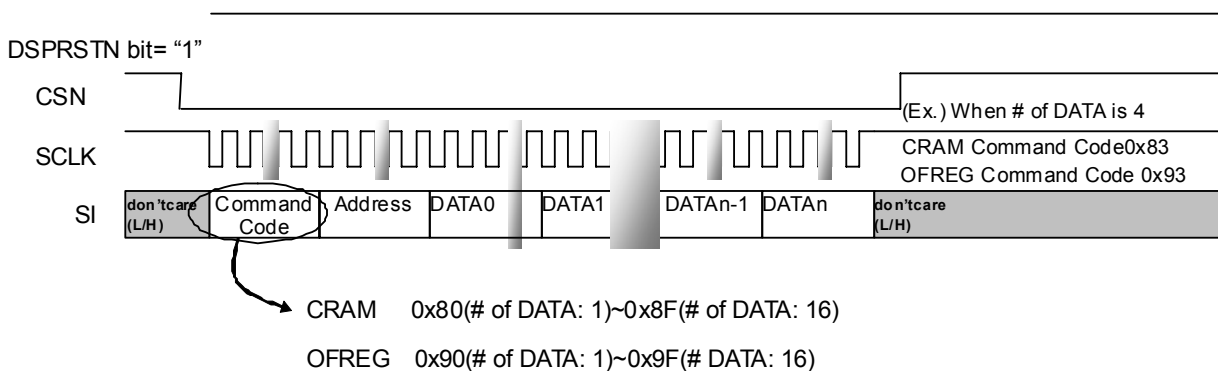 DSPRSTN bit= “1”
CSN
(Ex.) When # of DATA is 4
SCLK
CRAM Command Code0x83
OFREG Command Code 0x93
SI
don'tcare
(L/H)
Command
Code
Address
DATA0
DATA1
DATAn-1
DATAn
don'tcare
(L/H)
CRAM 0x80(# of DATA: 1)~0x8F(# of DATA: 16)
OFREG 0x90(# of DATA: 1)~0x9F(# DATA: 16)